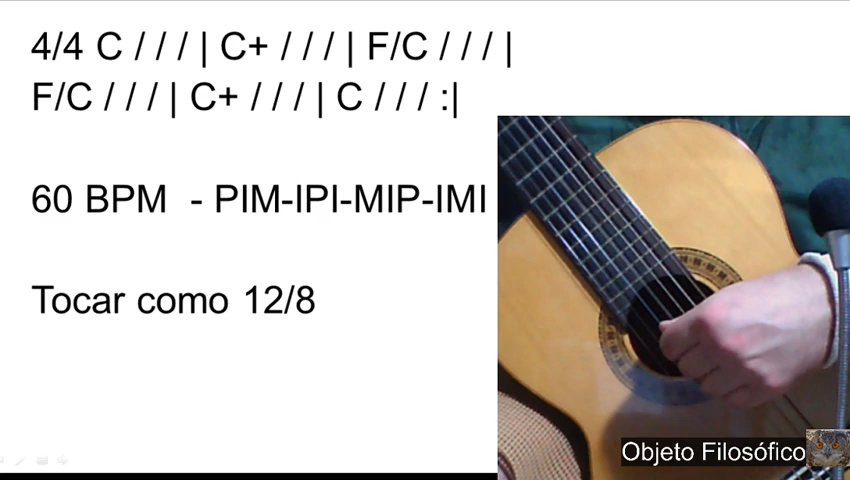 4/4 C / / / | C+ / / / | F/C / / / |
F/C / / / | C+ / / / | C / / / :|
60 BPM - PIM-IPI-MIP-IMI
Tocar como 12/8
Objeto Filosófico